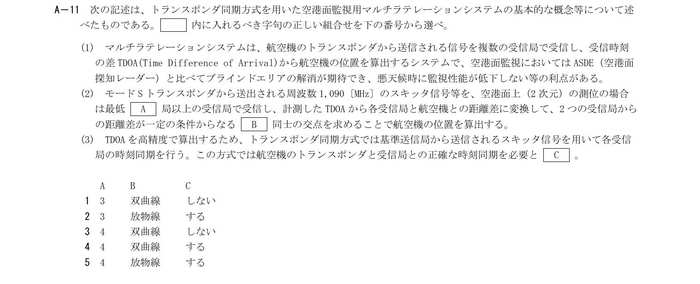 A－11 次の記述は、トランスポンダ同期方式を用いた空港面監視用マルチラテレーションシステムの基本的な概念等について述
べたものである。 内に入れるべき字句の正しい組合せを下の番号から選べ。
(1) マルチラテレーションシステムは、航空機のトランスポンダから送信される信号を複数の受信局で受信し、受信時刻
の差 TDOA(Time Difference of Arrival)から航空機の位置を算出するシステムで、空港面監視においては ASDE（空港面
探知レーダー）と比べてブラインドエリアの解消が期待でき、悪天候時に監視性能が低下しない等の利点がある。
(2) モードSトランスポンダから送出される周波数 1,090〔MHz〕のスキッタ信号等を、空港面上（2 次元）の測位の場合
は最低 A 局以上の受信局で受信し、計測した TDOA から各受信局と航空機との距離差に変換して、2 つの受信局から
の距離差が一定の条件からなる B 同士の交点を求めることで航空機の位置を算出する。
(3) TDOA を高精度で算出するため、トランスポンダ同期方式では基準送信局から送信されるスキッタ信号を用いて各受信
局の時刻同期を行う。この方式では航空機のトランスポンダと受信局との正確な時刻同期を必要と C 。
A B C
1 3 双曲線 しない
2 3 放物線 する
3 4 放物線 しない
4 4 双曲線 する
5 4 放物線 する